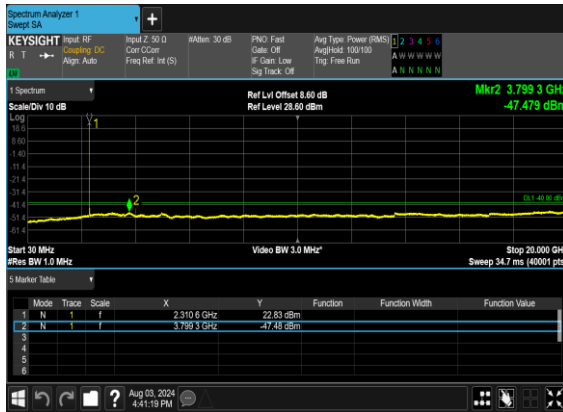 Spectrum Analyzer 1
Swept SA
KEYSIGHT
R T
Input: RF
Coupling: DC
Align: Auto
Input Z: 50 Ω
Corr CCorr
Freq Ref: Int (S)
#Atten: 30 dB
PNO: Fast
Gate: Off
IF Gain: Low
Sig Track: Off
Avg Type: Power (RMS)
Avg|Hold: 100/100
Trig: Free Run
1 2 3 4 5 6
A W W W W W
A N N N N N
1 Spectrum
Scale/Div 10 dB
Ref Lvl Offset 8.60 dB
Ref Level 28.60 dBm
Mkr2 3.799 3 GHz
-47.479 dBm
Log
18.6
8.60
-1.40
-11.4
-21.4
-31.4
-41.4
-51.4
-61.4
1
2
DL1 -40.00 dBm
Start 30 MHz
#Res BW 1.0 MHz
Video BW 3.0 MHz*
Stop 20.000 GHz
Sweep 34.7 ms (40001 pts)
5 Marker Table
Mode Trace Scale X Y Function Function Width Function Value
1 N 1 f 2.310 6 GHz 22.83 dBm
2 N 1 f 3.799 3 GHz -47.48 dBm
3
4
5
6
?
Aug 03, 2024
4:41:19 PM